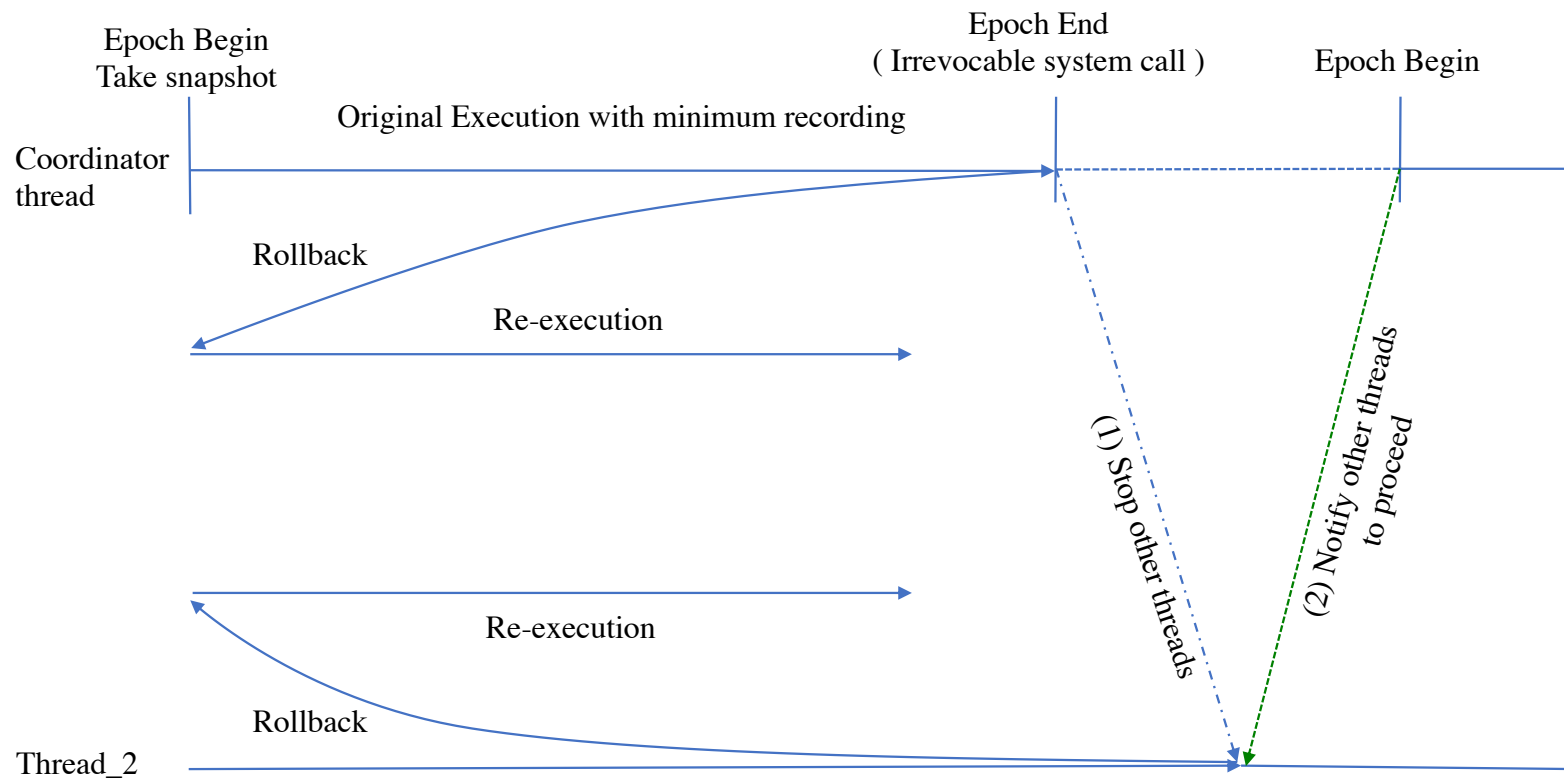 Epoch Begin
Take snapshot
Epoch End
( Irrevocable system call )
Epoch Begin
Original Execution with minimum recording
Coordinator
thread
Rollback
Re-execution
(1) Stop other threads
(2) Notify other threads
to proceed
Re-execution
Rollback
Thread_2